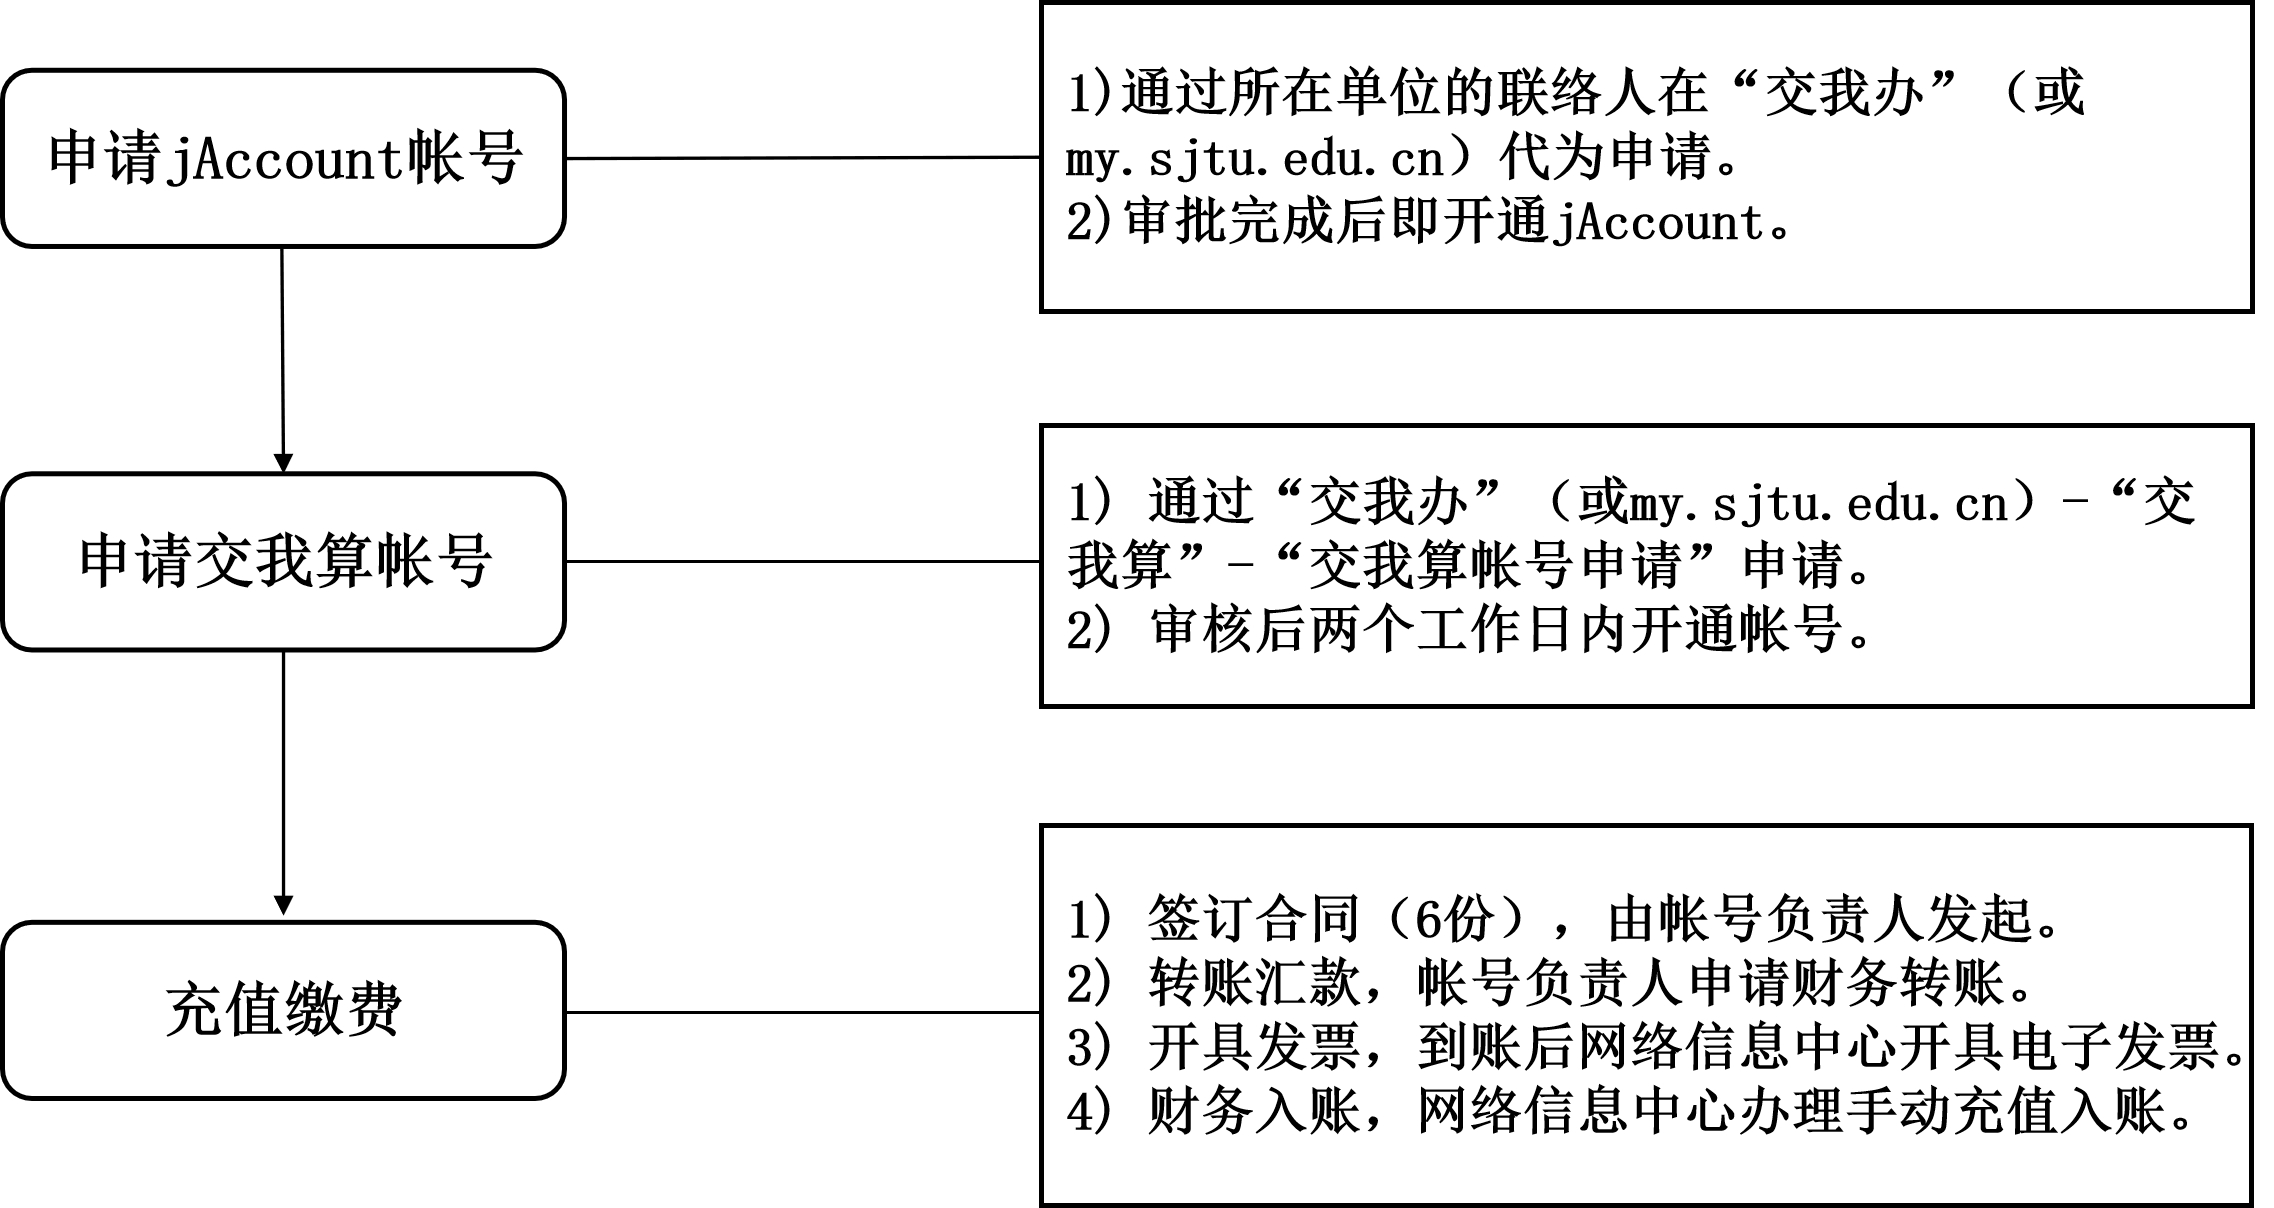 申请jAccount帐号
1)通过所在单位的联络人在“交我办”（或
my.sjtu.edu.cn）代为申请。
2)审批完成后即开通jAccount。
申请交我算帐号
1) 通过“交我办”（或my.sjtu.edu.cn）-“交
我算”-“交我算帐号申请”申请。
2) 审核后两个工作日内开通帐号。
充值缴费
1) 签订合同（6份），由帐号负责人发起。
2) 转账汇款，帐号负责人申请财务转账。
3) 开具发票，到账后网络信息中心开具电子发票。
4) 财务入账，网络信息中心办理手动充值入账。